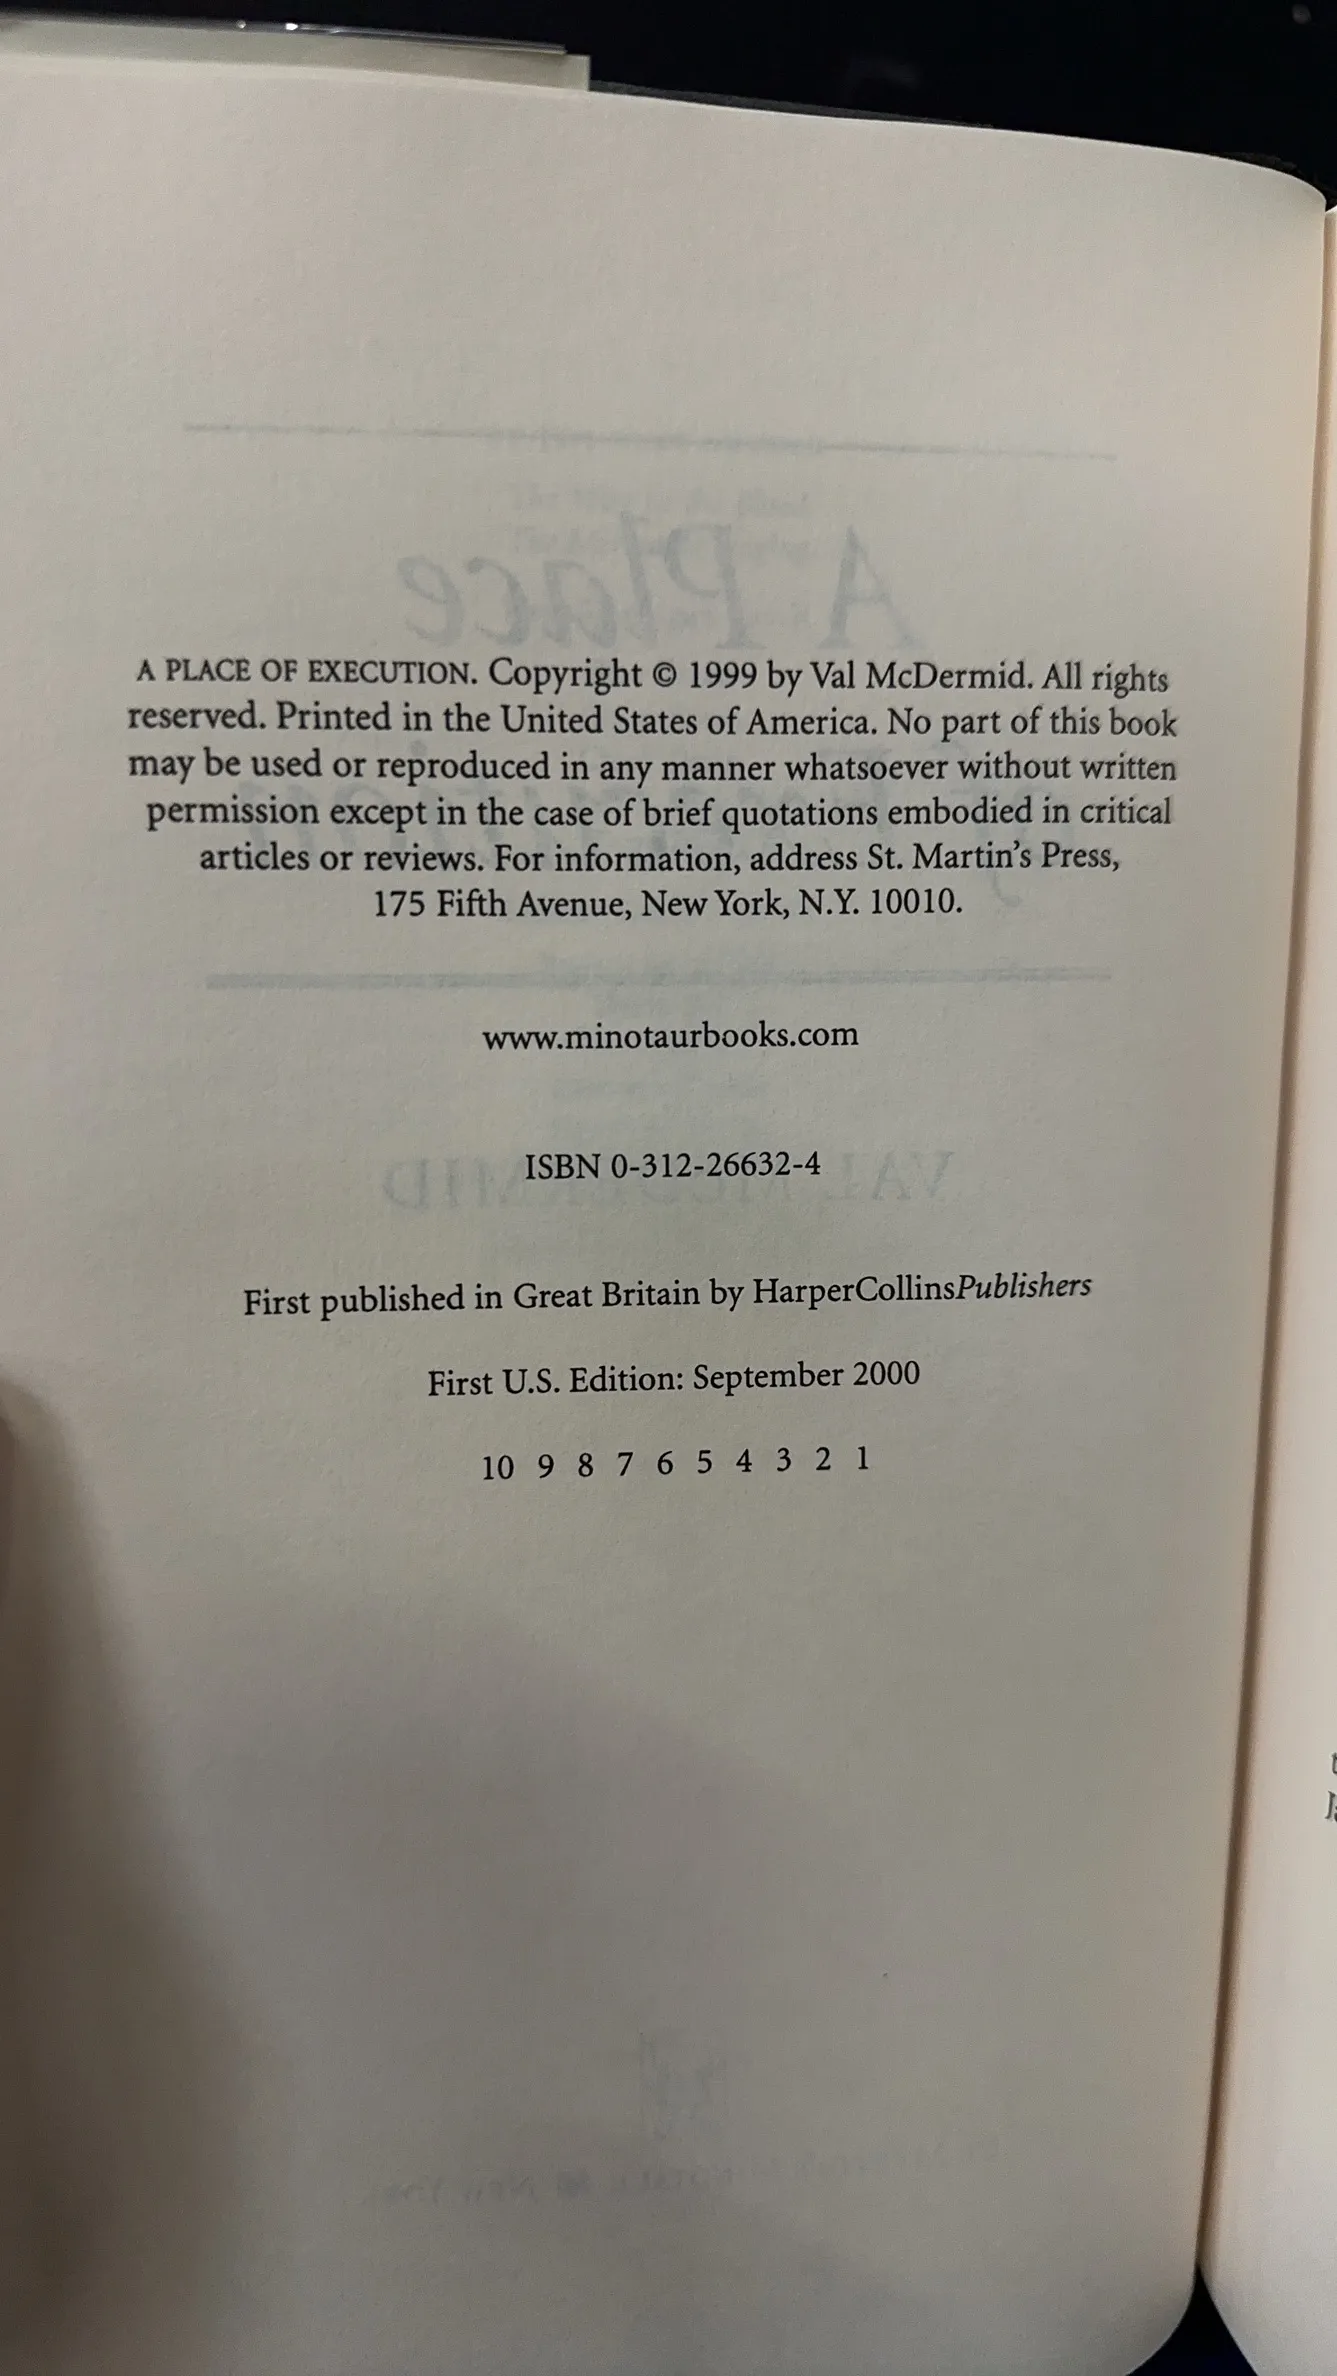 A PLACE OF EXECUTION. Copyright © 1999 by Val McDermid. All rights
reserved. Printed in the United States of America. No part of this book
may be used or reproduced in any manner whatsoever without written
permission except in the case of brief quotations embodied in critical
articles or reviews. For information, address St. Martin's Press,
175 Fifth Avenue, New York, N.Y. 10010.
www.minotaurbooks.com
ISBN 0-312-26632-4
First published in Great Britain by HarperCollinsPublishers
First U.S. Edition: September 2000
10 9 8 7 6 5 4 3 2 1